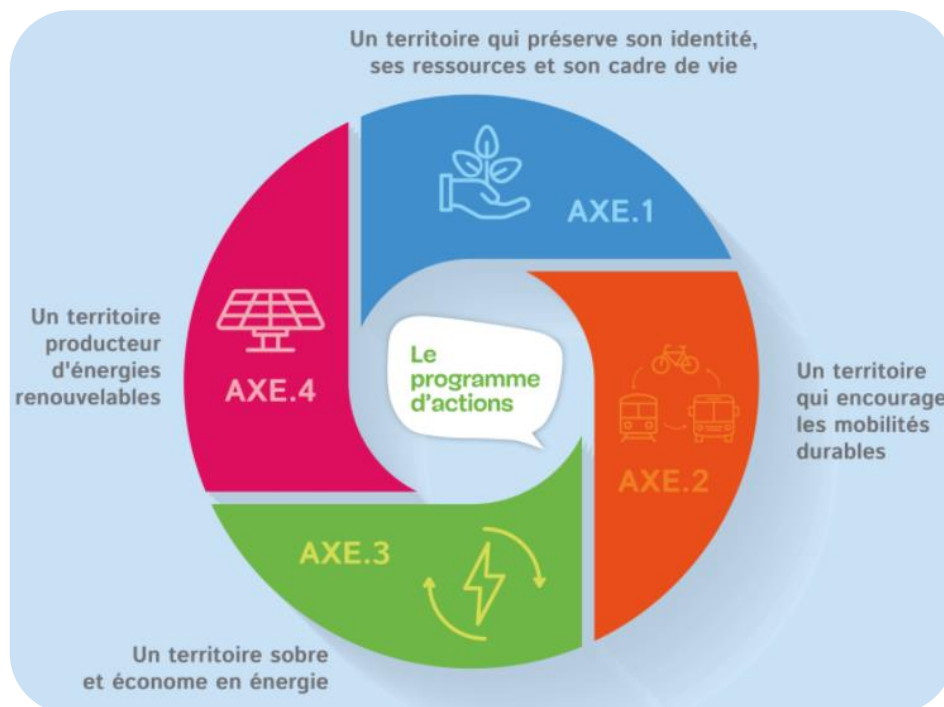 Un territoire qui préserve son identité,
ses ressources et son cadre de vie
AXE.1
Un territoire
qui encourage
les mobilités
durables
AXE.2
AXE.3
Un territoire sobre
et économe en énergie
Un territoire
producteur
d'énergies
renouvelables
AXE.4
Le
programme
d'actions